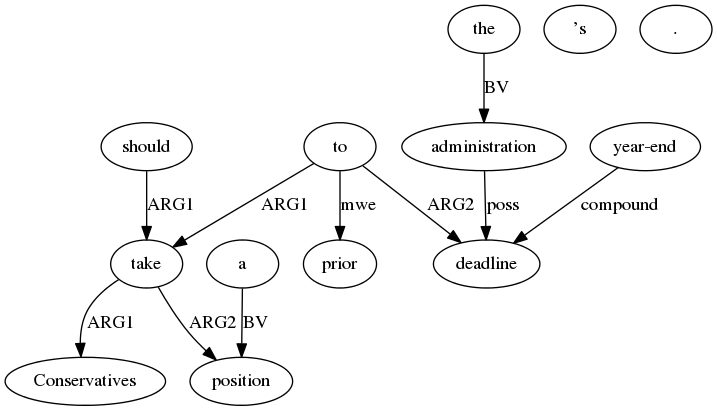 the ’s .
BV
should to administration year-end
ARG1 ARG1 mwe ARG2 poss compound
take a prior deadline
ARG1 ARG2 BV
Conservatives position